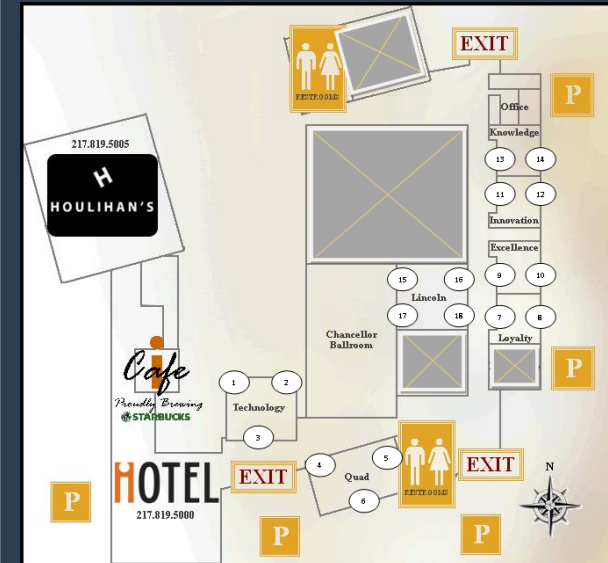 EXIT
RESTROOMS
P
Office
Knowledge
217.819.5005
13
14
H
HOULIHAN'S
11
12
Innovation
Excellence
9
10
15
16
Lincoln
17
18
7
8
Chancellor
Ballroom
Loyalty
P
i
Cafe
Proudly Brewing
STARBUCKS
1
2
Technology
3
HOTEL
217.819.5000
EXIT
4
5
Quad
6
RESTROOMS
EXIT
N
P
P
P